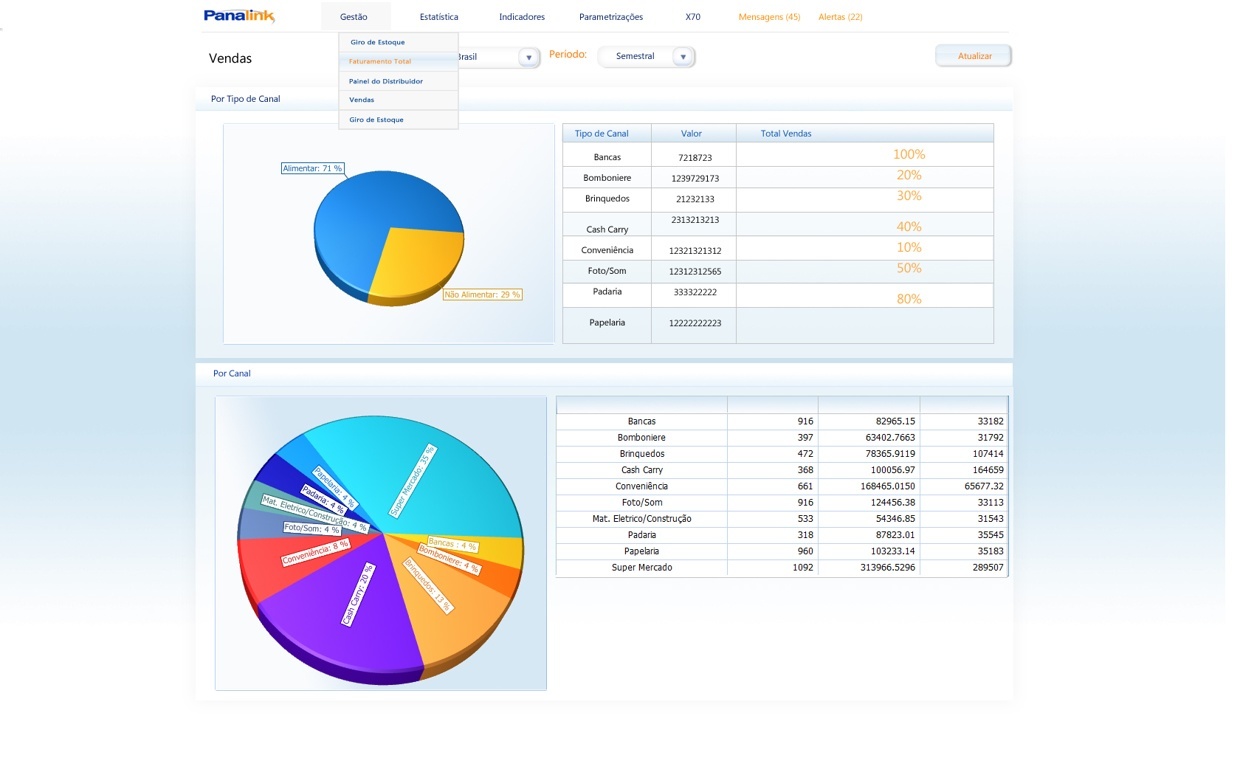 Panalink
Gestão Estatística Indicadores Parametrizações X70 Mensagens (45) Alertas (22)
Giro de Estoque
Faturamento Total
Painel do Distribuidor
Vendas
Giro de Estoque
Vendas
Brasil
Periodo: Semestral
Atualizar
Por Tipo de Canal
Alimentar: 71 %
Não Alimentar: 29 %
Tipo de Canal Valor Total Vendas
Bancas 7218723 100%
Bomboniere 1239729173 20%
Brinquedos 21232133 30%
Cash Carry 2313213213 40%
Conveniência 12321321312 10%
Foto/Som 12312312565 50%
Padaria 333322222 80%
Papelaria 12222222223
Por Canal
Super Mercado: 35 %
Papelaria: 4 %
Padaria: 4 %
Mat. Eletrico/Construção: 4 %
Foto/Som: 4 %
Conveniência: 8 %
Cash Carry: 20 %
Brinquedos: 13 %
Bomboniere: 4 %
Bancas : 4 %
Bancas 916 82965.15 33182
Bomboniere 397 63402.7663 31792
Brinquedos 472 78365.9119 107414
Cash Carry 368 100056.97 164659
Conveniência 661 168465.0150 65677.32
Foto/Som 916 124456.38 33113
Mat. Eletrico/Construção 533 54346.85 31543
Padaria 318 87823.01 35545
Papelaria 960 103233.14 35183
Super Mercado 1092 313966.5296 289507